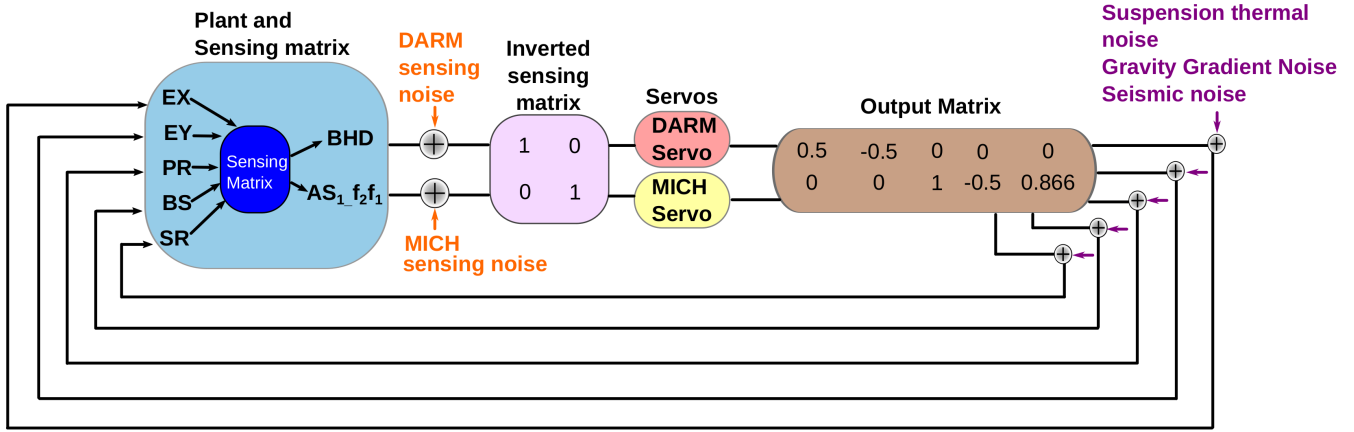 Plant and
Sensing matrix
EX
EY
PR
BS
SR
Sensing
Matrix
BHD
AS1_f2f1
DARM
sensing
noise
MICH
sensing noise
Inverted
sensing
matrix
1 0
0 1
Servos
DARM
Servo
MICH
Servo
Output Matrix
0.5 -0.5 0 0 0
0 0 1 -0.5 0.866
Suspension thermal
noise
Gravity Gradient Noise
Seismic noise